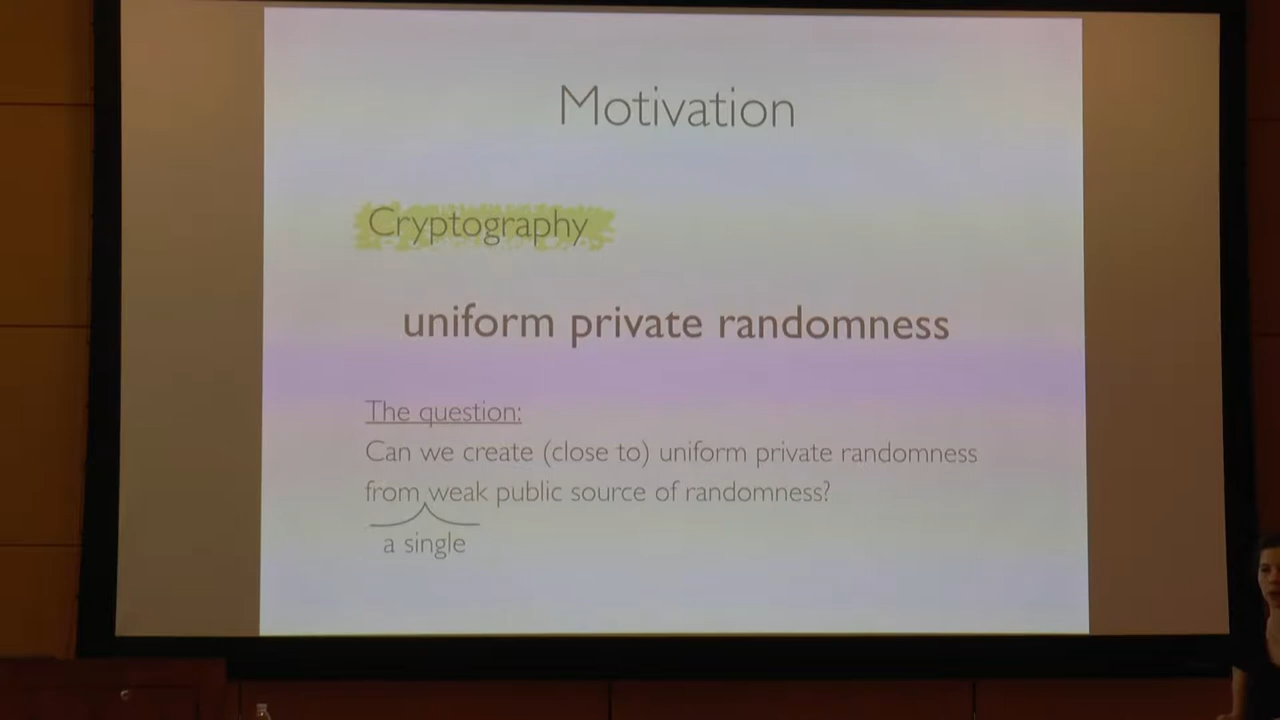 Motivation
Cryptography
uniform private randomness
The question:
Can we create (close to) uniform private randomness
from weak public source of randomness?
a single